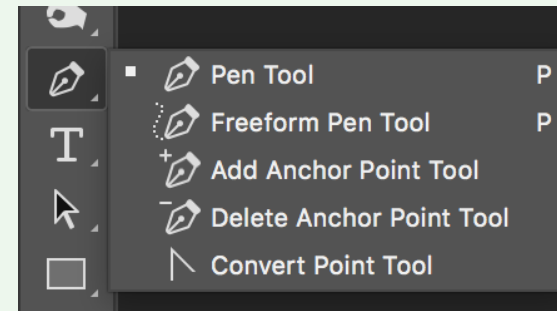 Pen Tool P
Freeform Pen Tool P
Add Anchor Point Tool
Delete Anchor Point Tool
Convert Point Tool
T